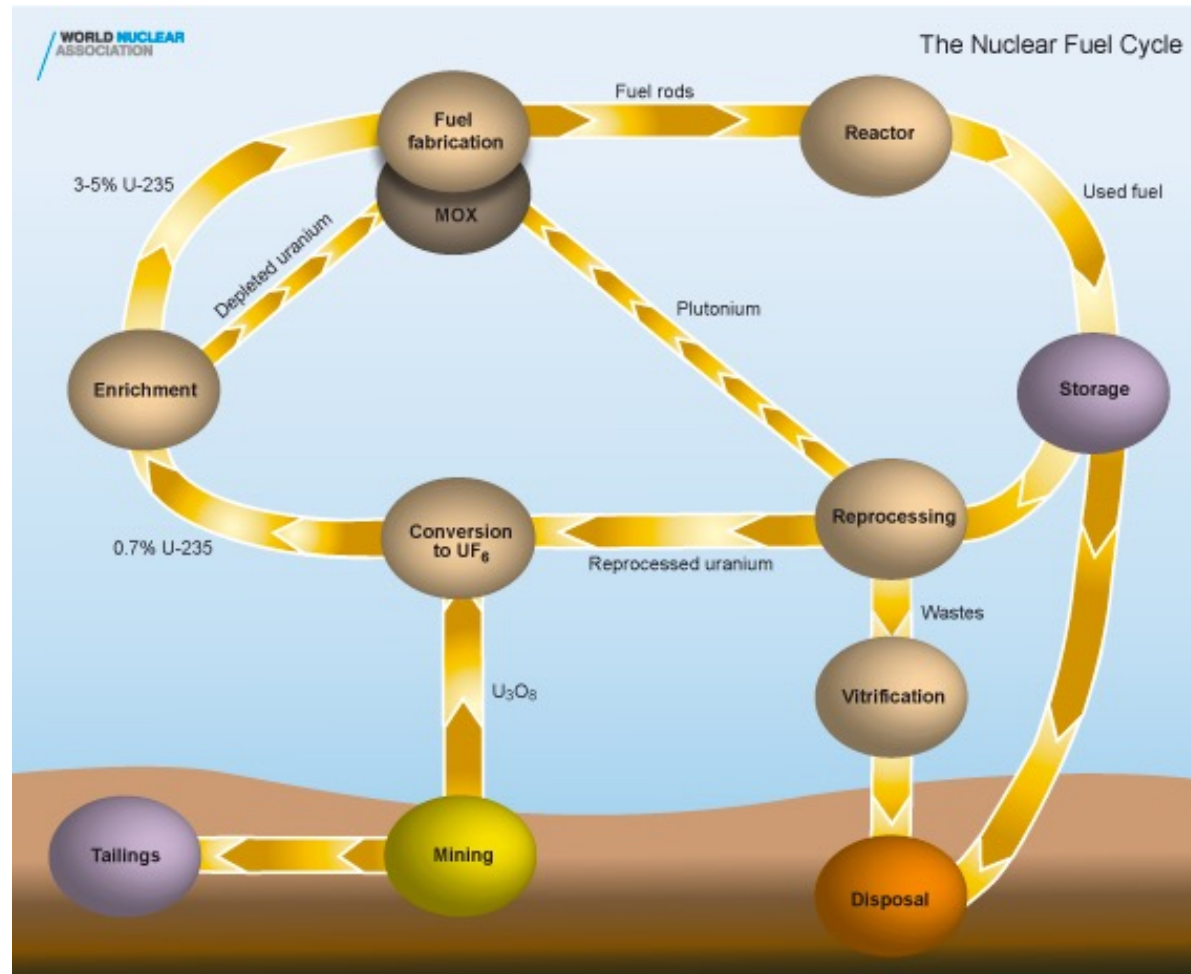 WORLD NUCLEAR
ASSOCIATION
The Nuclear Fuel Cycle
Fuel rods
Fuel
fabrication
Reactor
3-5% U-235
Used fuel
MOX
Depleted uranium
Plutonium
Enrichment
Storage
Conversion
to UF₆
Reprocessing
0.7% U-235
Reprocessed uranium
Wastes
U₃O₈
Vitrification
Tailings
Mining
Disposal